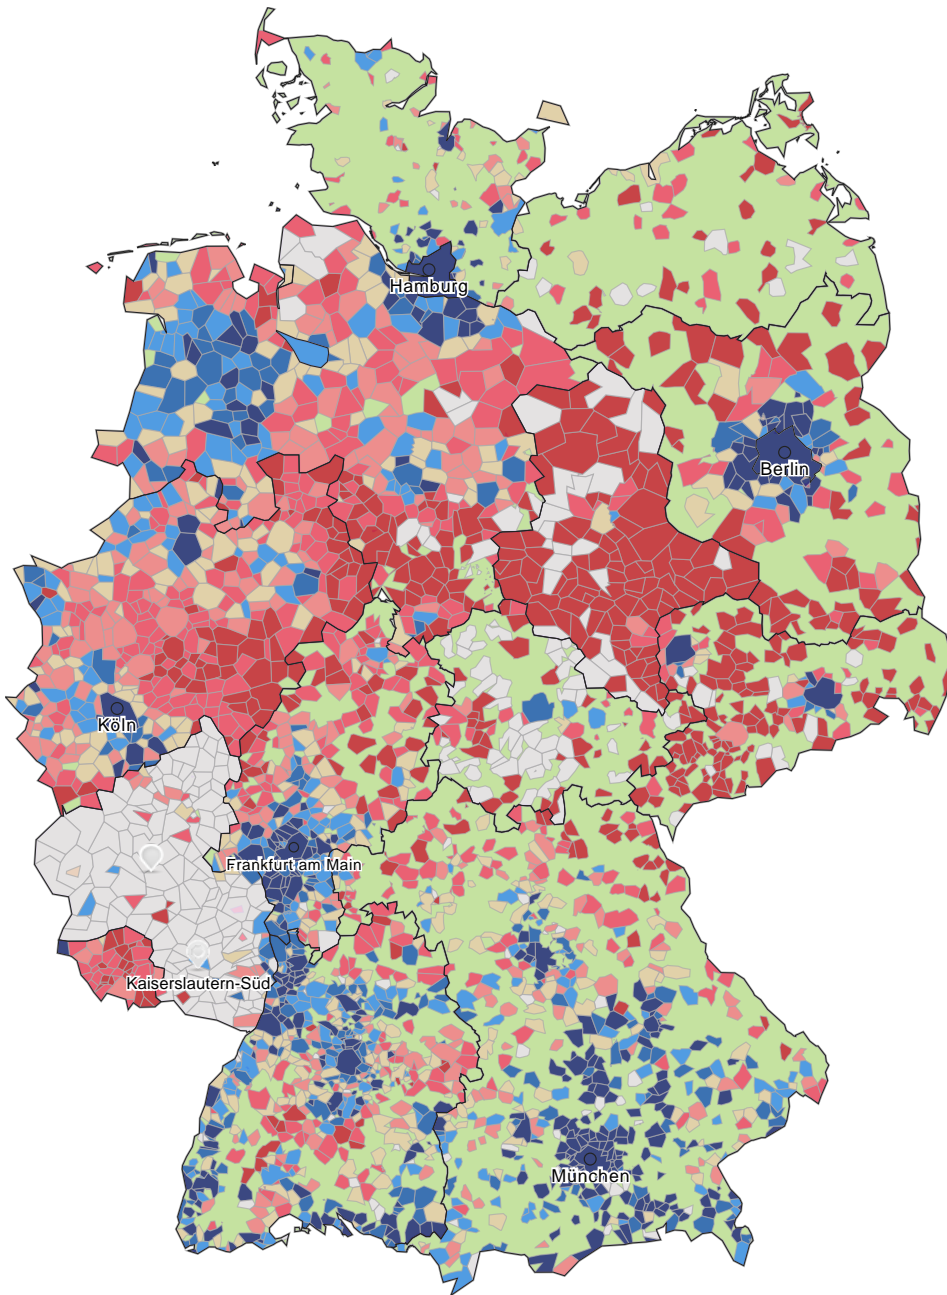 Hamburg
Berlin
Köln
Frankfurt am Main
Kaiserslautern-Süd
München